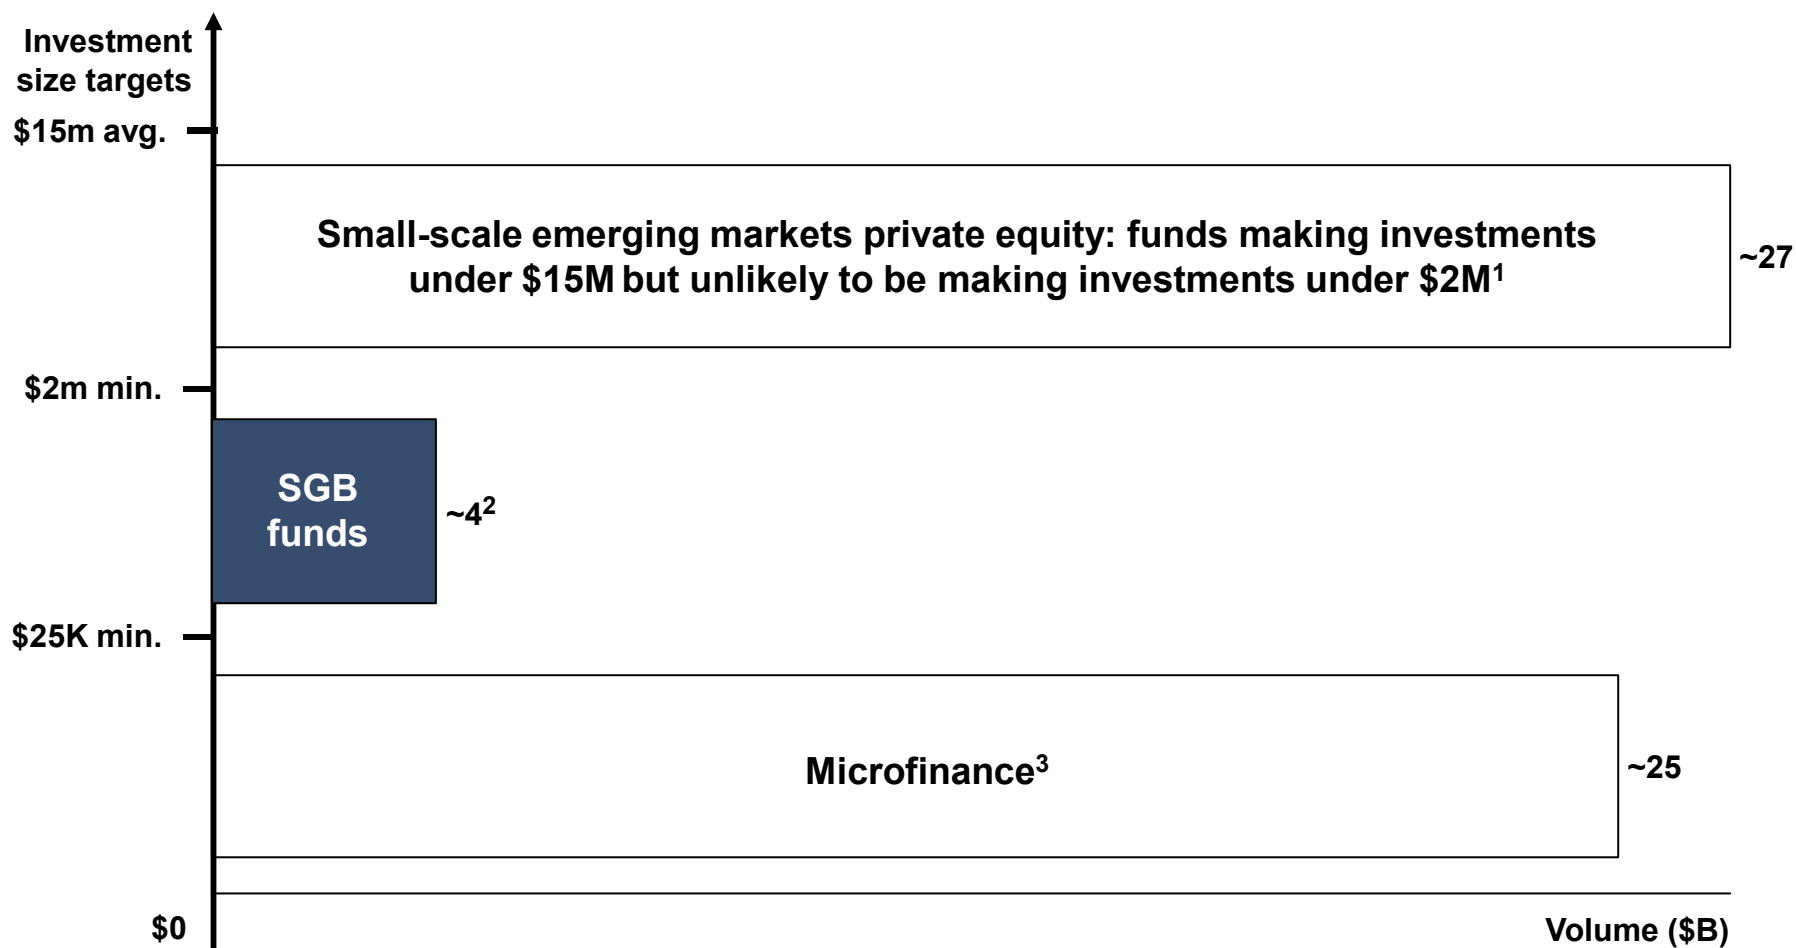 Investment
size targets
$15m avg.
Small-scale emerging markets private equity: funds making investments
under $15M but unlikely to be making investments under $2M¹
~27
$2m min.
SGB
funds
~4²
$25K min.
Microfinance³
~25
$0
Volume ($B)